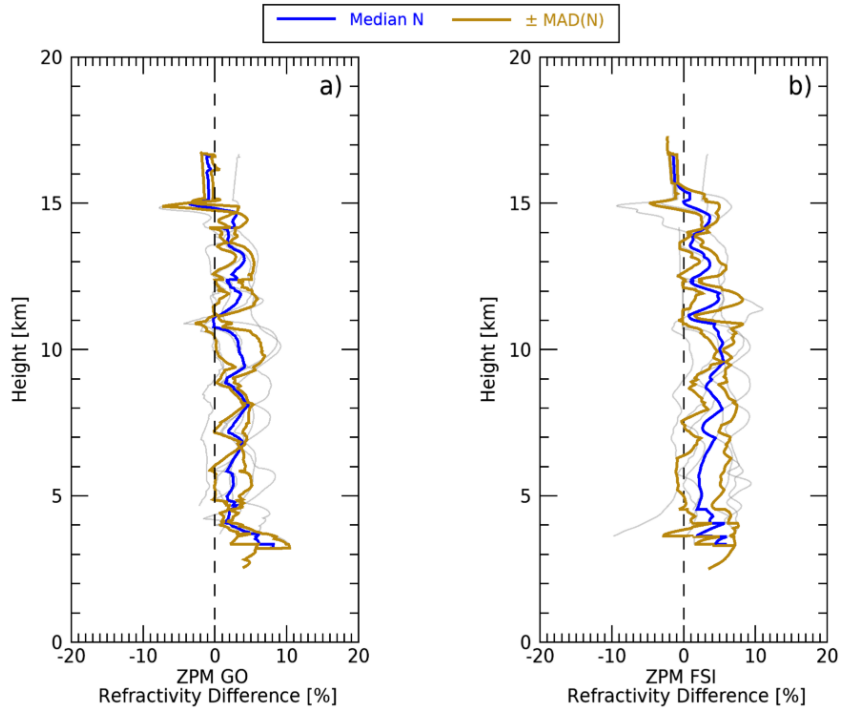 Median N ± MAD(N)
a)
20
15
10
5
0
Height [km]
-20 -10 0 10 20
ZPM GO
Refractivity Difference [%]
b)
20
15
10
5
0
Height [km]
-20 -10 0 10 20
ZPM FSI
Refractivity Difference [%]